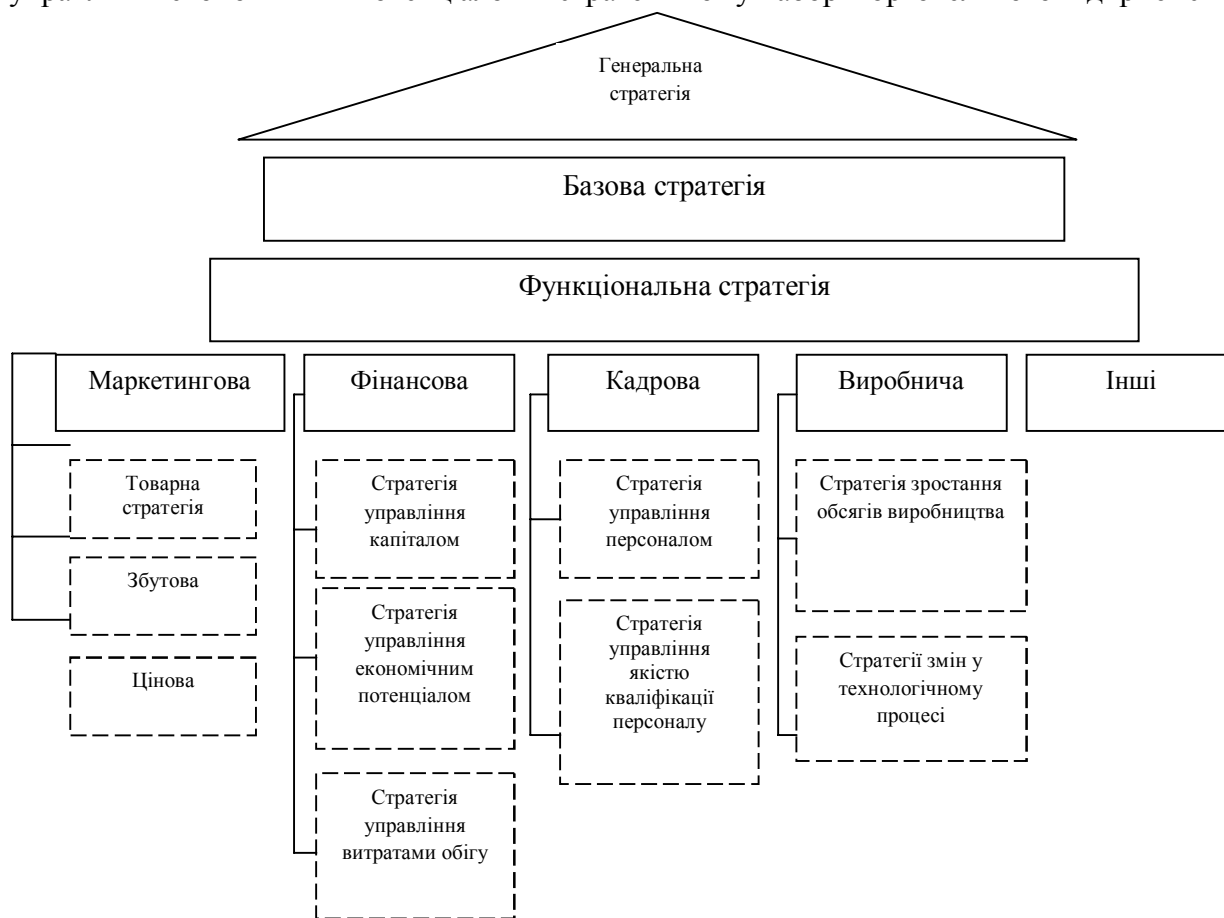 Генеральна
стратегія
Базова стратегія
Функціональна стратегія
Маркетингова
Фінансова
Кадрова
Виробнича
Інші
Товарна
стратегія
Збутова
Цінова
Стратегія
управління
капіталом
Стратегія
управління
економічним
потенціалом
Стратегія
управління
витратами обігу
Стратегія
управління
персоналом
Стратегія
управління
якістю
кваліфікації
персоналу
Стратегія зростання
обсягів виробництва
Стратегії змін у
технологічному
процесі